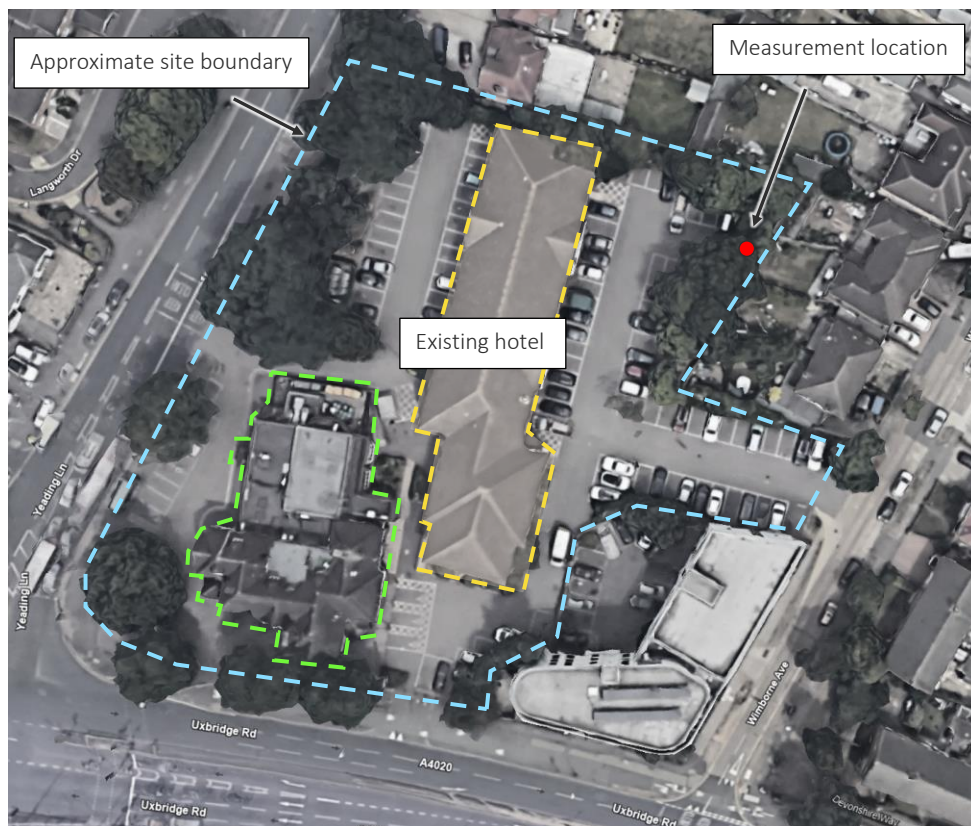 Approximate site boundary
Measurement location
Langworth Dr
Existing hotel
Yeading Ln
Yeading Ln
Wimborne Ave
Uxbridge Rd
A4020
Devonshire Way
Uxbridge Rd
Uxbridge Rd